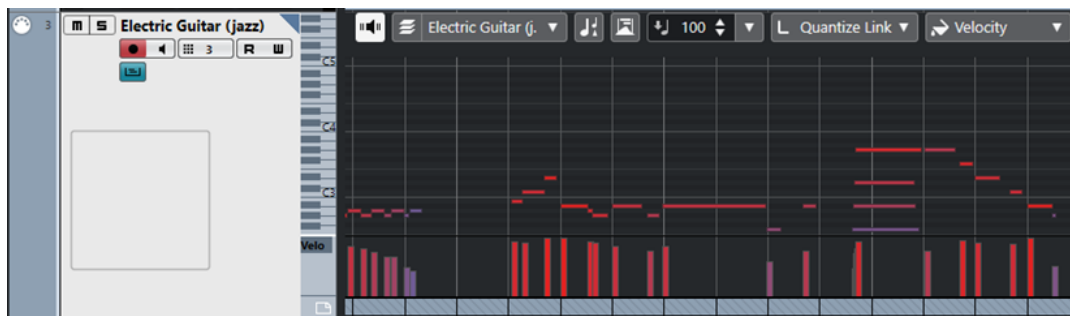 3 m S Electric Guitar (jazz) Electric Guitar (j. 100 L Quantize Link Velocity
3 R W
C5
C4
C3
Velo